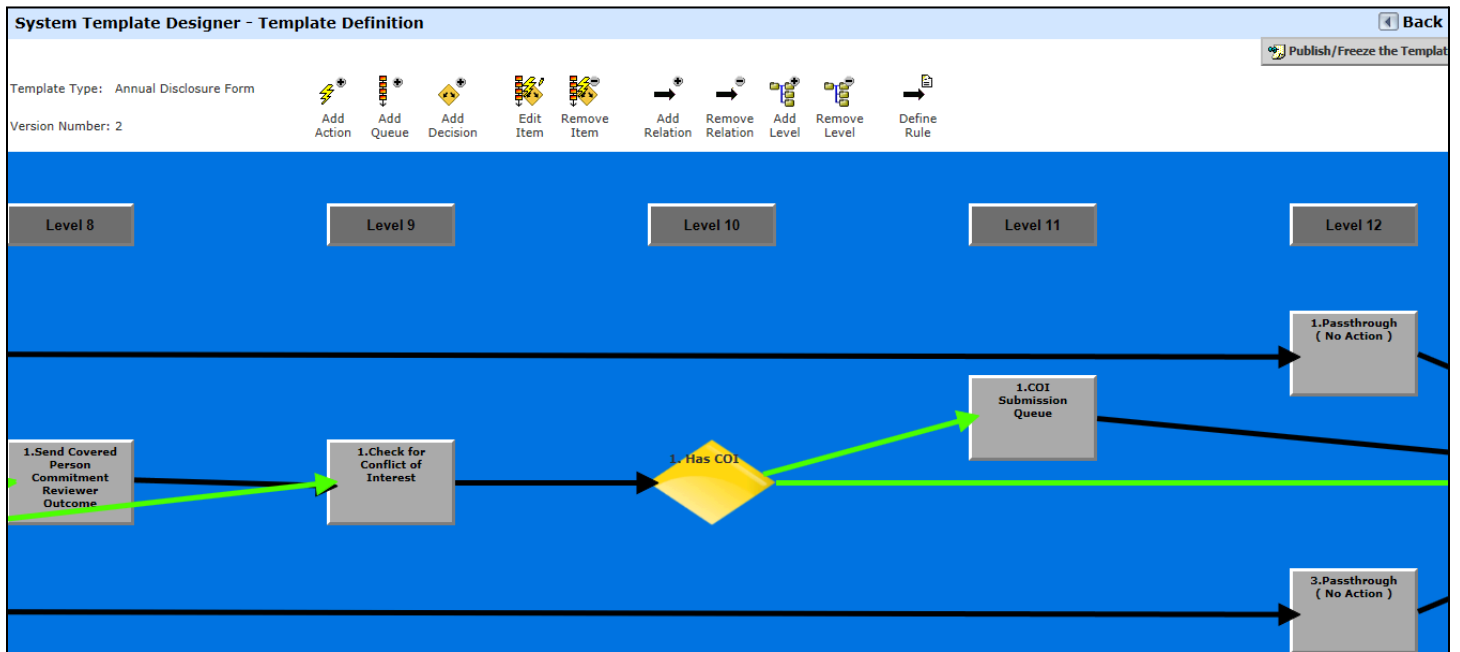 System Template Designer - Template Definition
Back
Publish/Freeze the Templat
Template Type: Annual Disclosure Form
Version Number: 2
Add
Action
Add
Queue
Add
Decision
Edit
Item
Remove
Item
Add
Relation
Remove
Relation
Add
Level
Remove
Level
Define
Rule
Level 8
Level 9
Level 10
Level 11
Level 12
1.Passthrough
( No Action )
1.COI
Submission
Queue
1.Send Covered
Person
Commitment
Reviewer
Outcome
1.Check for
Conflict of
Interest
1. Has COI
3.Passthrough
( No Action )